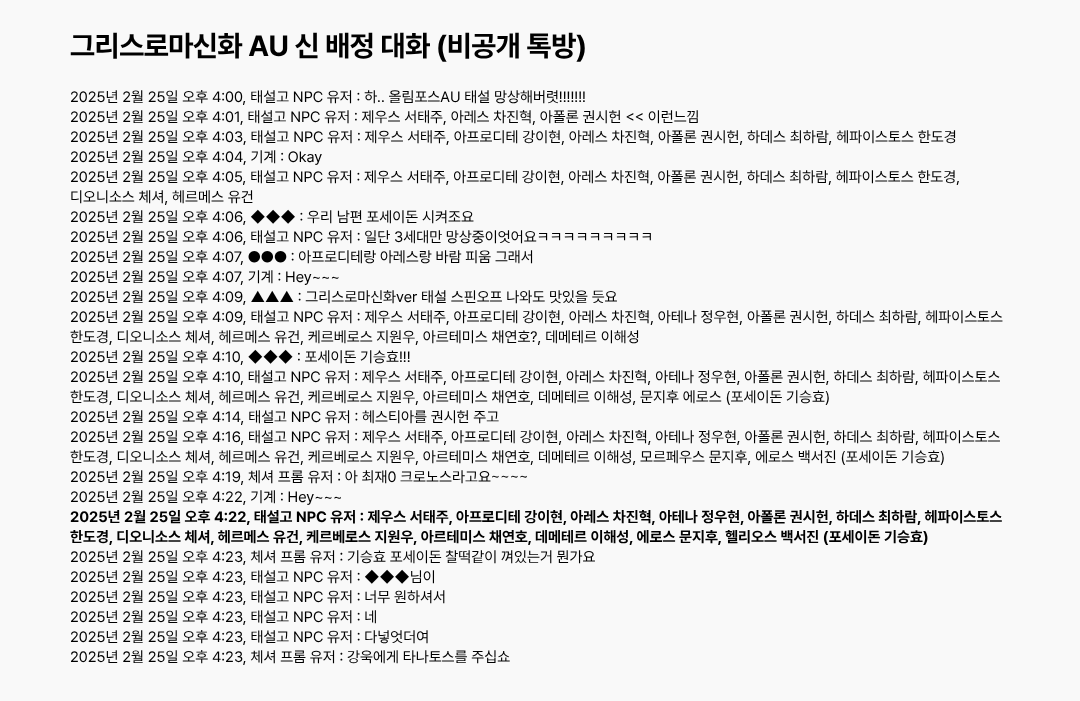 그리스로마신화 AU 신 배정 대화 (비공개 톡방)
2025년 2월 25일 오후 4:00, 태설고 NPC 유저 : 하.. 올림포스AU 태설 망상해버렷!!!!!!!
2025년 2월 25일 오후 4:01, 태설고 NPC 유저 : 제우스 서태주, 아레스 차진혁, 아폴론 권시헌 << 이런느낌
2025년 2월 25일 오후 4:03, 태설고 NPC 유저 : 제우스 서태주, 아프로디테 강이현, 아레스 차진혁, 아폴론 권시헌, 하데스 최하람, 헤파이스토스 한도경
2025년 2월 25일 오후 4:04, 기계 : Okay
2025년 2월 25일 오후 4:05, 태설고 NPC 유저 : 제우스 서태주, 아프로디테 강이현, 아레스 차진혁, 아폴론 권시헌, 하데스 최하람, 헤파이스토스 한도경,
디오니소스 체셔, 헤르메스 유건
2025년 2월 25일 오후 4:06, ◆◆◆ : 우리 남편 포세이돈 시켜조요
2025년 2월 25일 오후 4:06, 태설고 NPC 유저 : 일단 3세대만 망상중이엇어요ㅋㅋㅋㅋㅋㅋㅋㅋㅋ
2025년 2월 25일 오후 4:07, ●●● : 아프로디테랑 아레스랑 바람 피움 그래서
2025년 2월 25일 오후 4:07, 기계 : Hey~~~
2025년 2월 25일 오후 4:09, ▲▲▲ : 그리스로마신화ver 태설 스핀오프 나와도 맛있을 듯요
2025년 2월 25일 오후 4:09, 태설고 NPC 유저 : 제우스 서태주, 아프로디테 강이현, 아레스 차진혁, 아테나 정우현, 아폴론 권시헌, 하데스 최하람, 헤파이스토스
한도경, 디오니소스 체셔, 헤르메스 유건, 케르베로스 지원우, 아르테미스 채연호?, 데메테르 이해성
2025년 2월 25일 오후 4:10, ◆◆◆ : 포세이돈 기승효!!!
2025년 2월 25일 오후 4:10, 태설고 NPC 유저 : 제우스 서태주, 아프로디테 강이현, 아레스 차진혁, 아테나 정우현, 아폴론 권시헌, 하데스 최하람, 헤파이스토스
한도경, 디오니소스 체셔, 헤르메스 유건, 케르베로스 지원우, 아르테미스 채연호, 데메테르 이해성, 문지후 에로스 (포세이돈 기승효)
2025년 2월 25일 오후 4:14, 태설고 NPC 유저 : 헤스티아를 권시헌 주고
2025년 2월 25일 오후 4:16, 태설고 NPC 유저 : 제우스 서태주, 아프로디테 강이현, 아레스 차진혁, 아테나 정우현, 아폴론 권시헌, 하데스 최하람, 헤파이스토스
한도경, 디오니소스 체셔, 헤르메스 유건, 케르베로스 지원우, 아르테미스 채연호, 데메테르 이해성, 모르페우스 문지후, 에로스 백서진 (포세이돈 기승효)
2025년 2월 25일 오후 4:19, 체셔 프롬 유저 : 아 최재0 크로노스라고요~~~~
2025년 2월 25일 오후 4:22, 기계 : Hey~~~
2025년 2월 25일 오후 4:22, 태설고 NPC 유저 : 제우스 서태주, 아프로디테 강이현, 아레스 차진혁, 아테나 정우현, 아폴론 권시헌, 하데스 최하람, 헤파이스토스
한도경, 디오니소스 체셔, 헤르메스 유건, 케르베로스 지원우, 아르테미스 채연호, 데메테르 이해성, 에로스 문지후, 헬리오스 백서진 (포세이돈 기승효)
2025년 2월 25일 오후 4:23, 체셔 프롬 유저 : 기승효 포세이돈 찰떡같이 껴있는거 뭔가요
2025년 2월 25일 오후 4:23, 태설고 NPC 유저 : ◆◆◆님이
2025년 2월 25일 오후 4:23, 태설고 NPC 유저 : 너무 원하셔서
2025년 2월 25일 오후 4:23, 태설고 NPC 유저 : 네
2025년 2월 25일 오후 4:23, 태설고 NPC 유저 : 다넣엇더여
2025년 2월 25일 오후 4:23, 체셔 프롬 유저 : 강욱에게 타나토스를 주십쇼